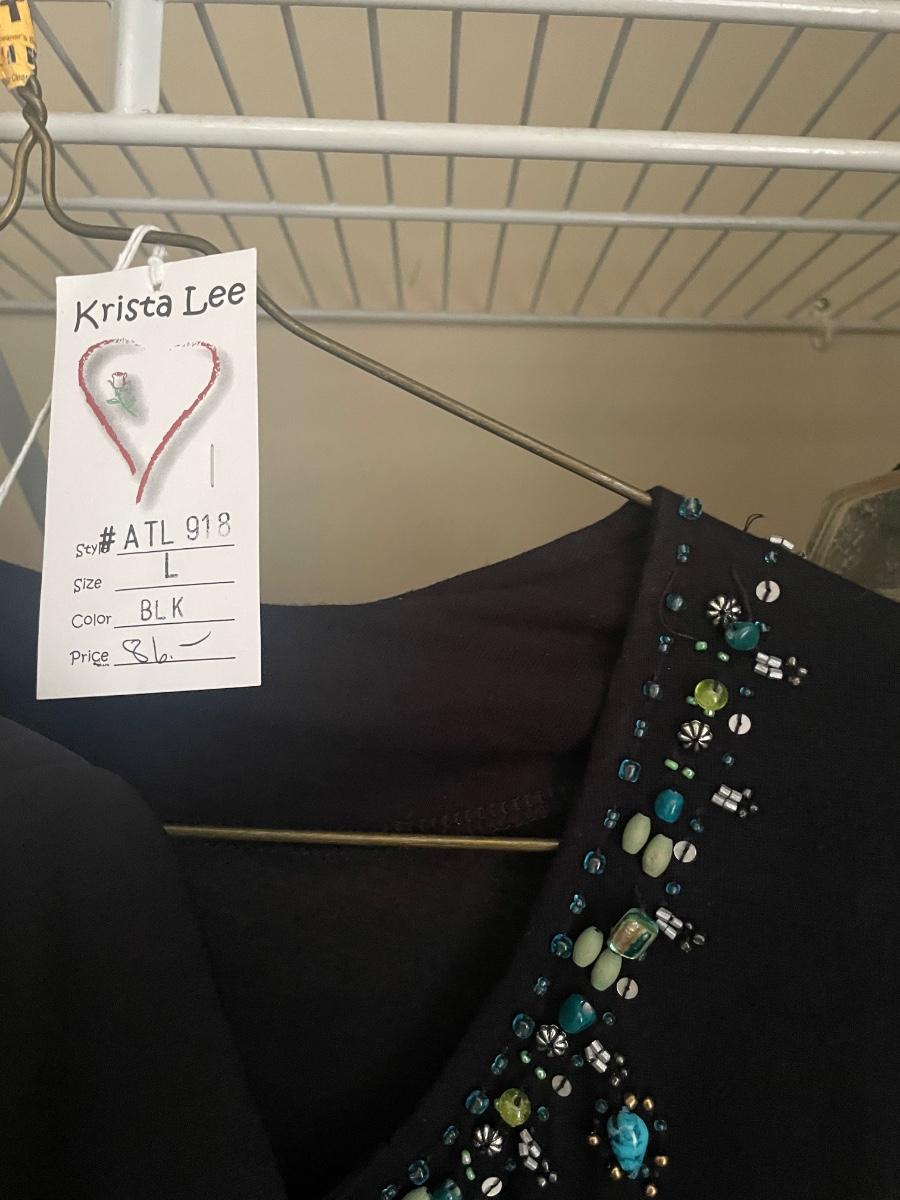 Krista Lee
Style # ATL 918
Size L
Color BLK
Price 86.-